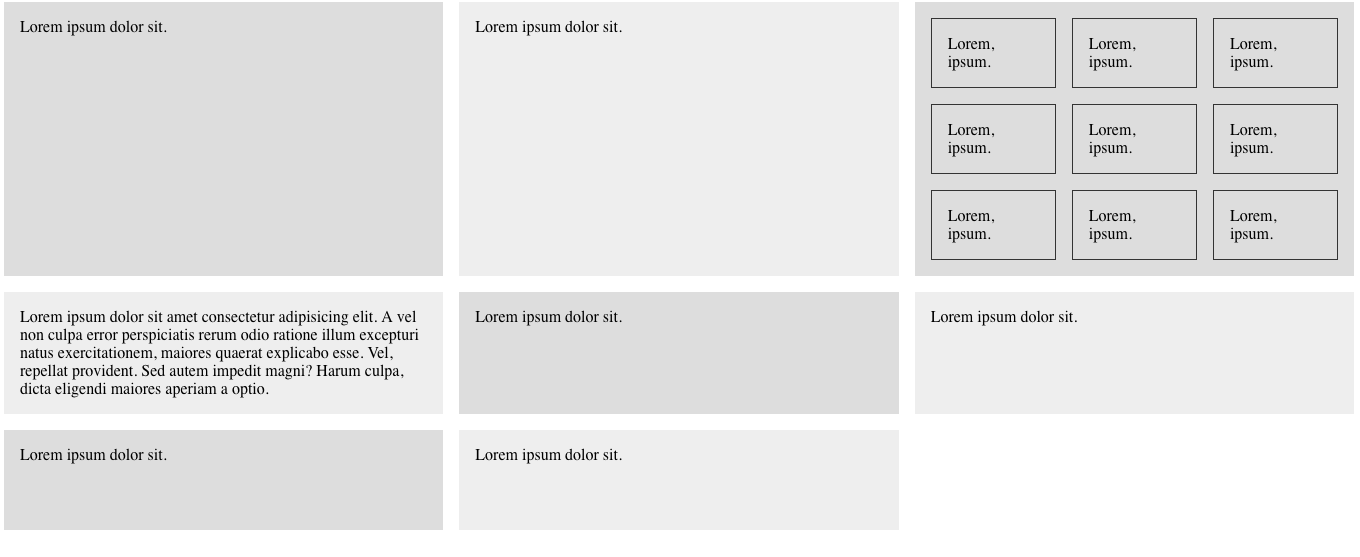 Lorem ipsum dolor sit.
Lorem ipsum dolor sit.
Lorem,
ipsum.
Lorem,
ipsum.
Lorem,
ipsum.
Lorem,
ipsum.
Lorem,
ipsum.
Lorem,
ipsum.
Lorem,
ipsum.
Lorem,
ipsum.
Lorem,
ipsum.
Lorem ipsum dolor sit amet consectetur adipisicing elit. A vel
non culpa error perspiciatis rerum odio ratione illum excepturi
natus exercitationem, maiores quaerat explicabo esse. Vel,
repellat provident. Sed autem impedit magni? Harum culpa,
dicta eligendi maiores aperiam a optio.
Lorem ipsum dolor sit.
Lorem ipsum dolor sit.
Lorem ipsum dolor sit.
Lorem ipsum dolor sit.